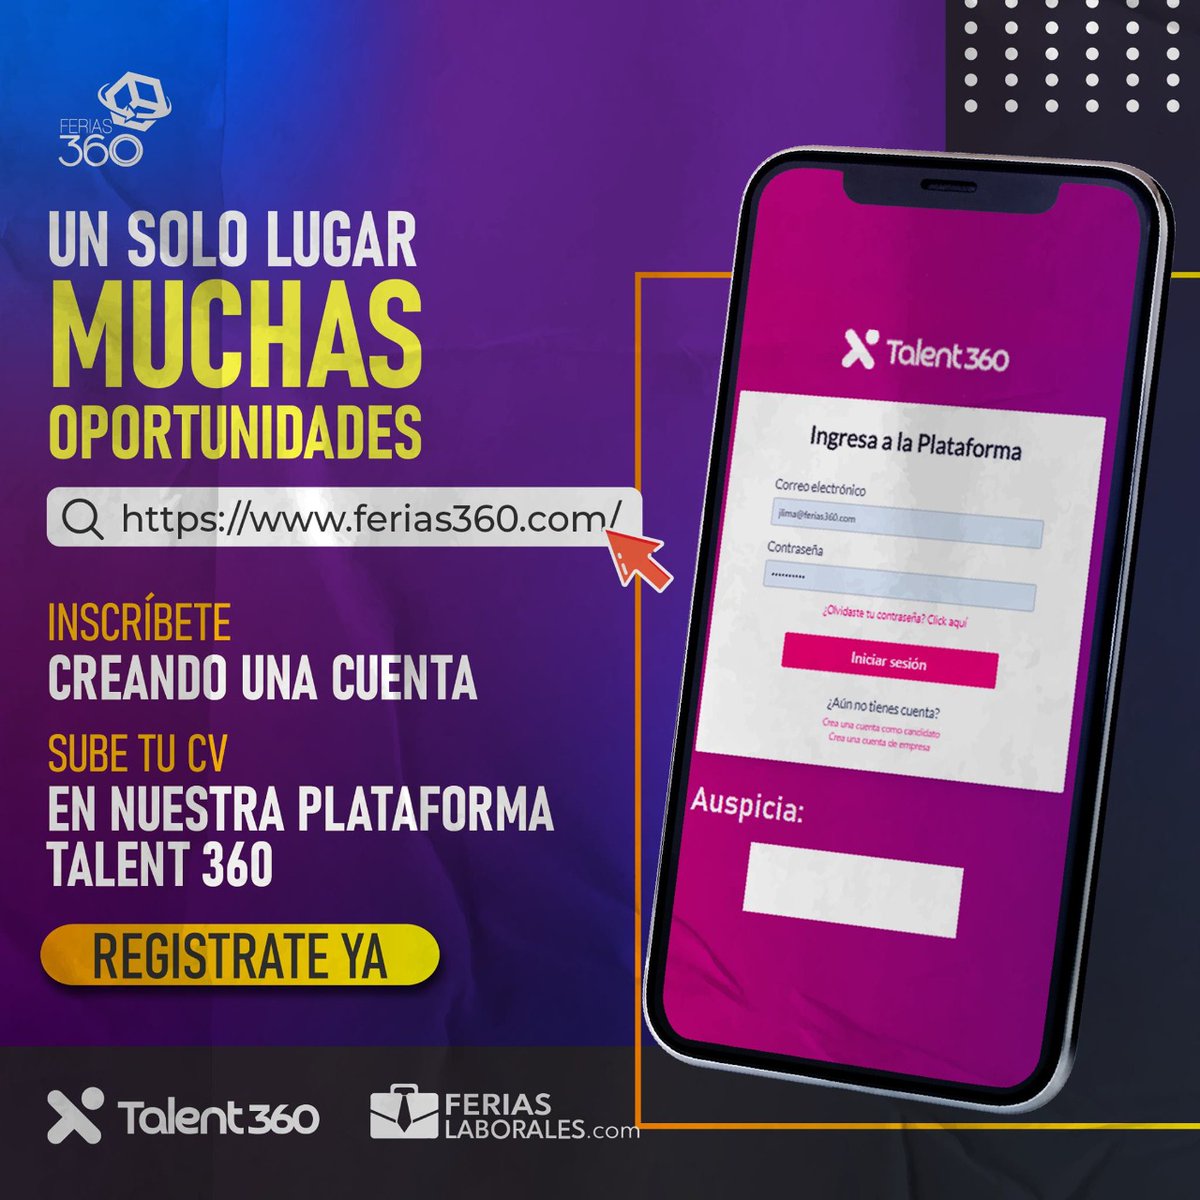 FERIAS
360
UN SOLO LUGAR
MUCHAS
OPORTUNIDADES
https://www.ferias360.com/
INSCRÍBETE
CREANDO UNA CUENTA
SUBE TU CV
EN NUESTRA PLATAFORMA
TALENT 360
REGISTRATE YA
Talent360
FERIAS
LABORALES.com
Talent360
Ingresa a la Plataforma
Correo electrónico
jlima@ferias360.com
Contraseña
••••••••••
¿Olvidaste tu contraseña? Click aquí
Iniciar sesión
¿Aún no tienes cuenta?
Crea una cuenta como candidato
Crea una cuenta de empresa
Auspicia: